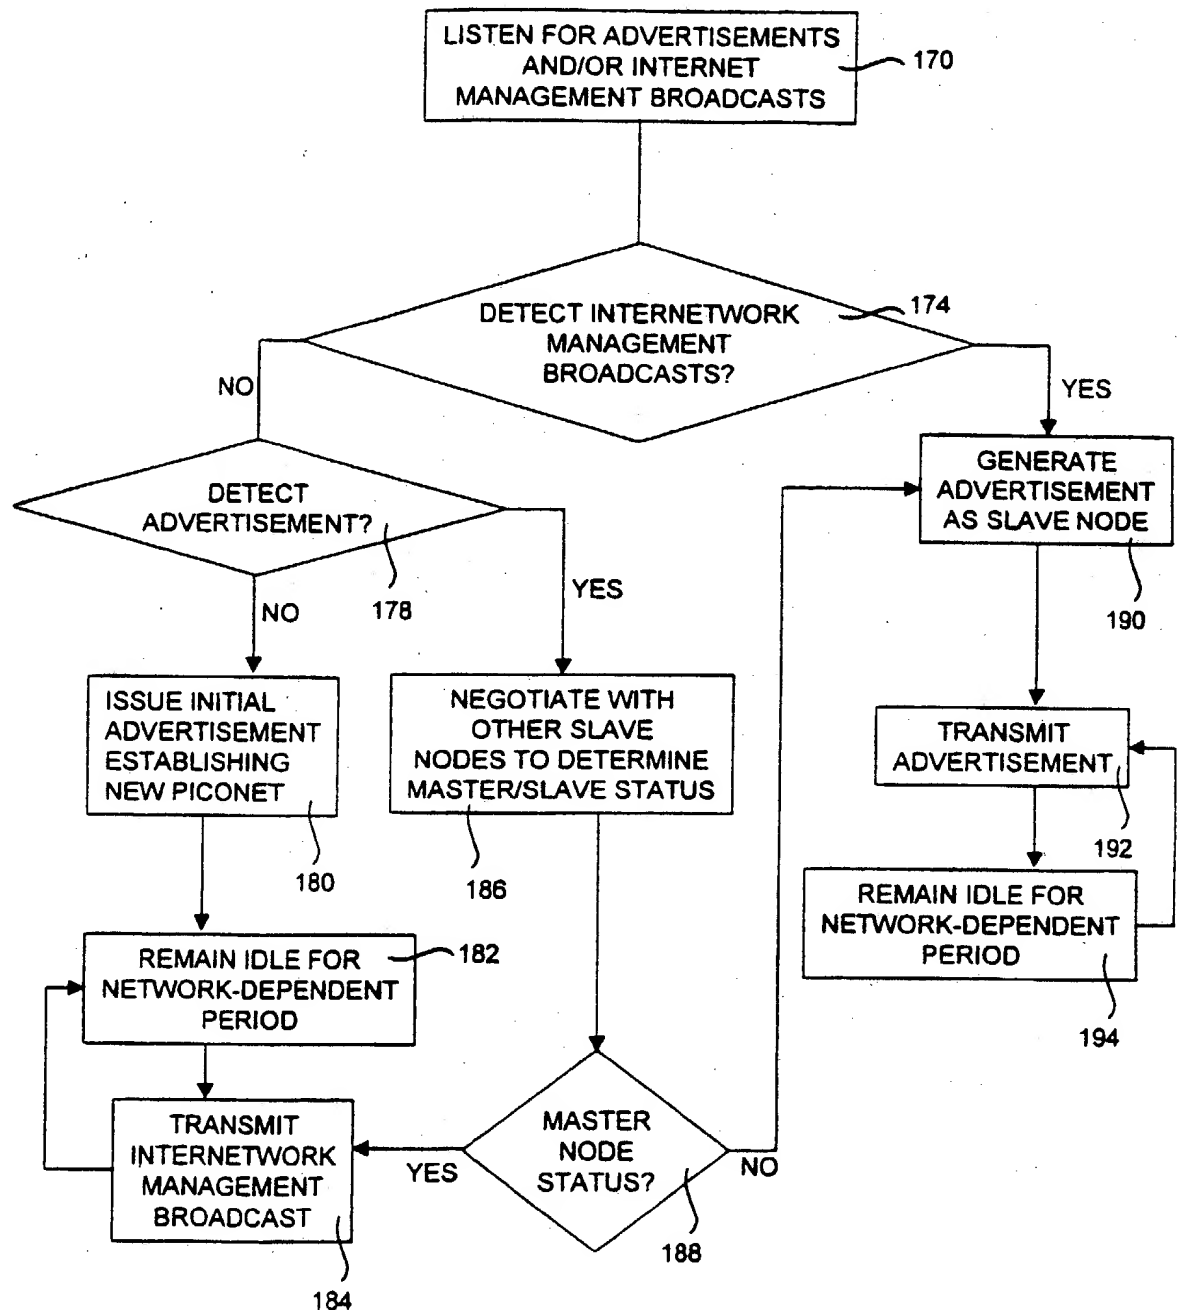 LISTEN FOR ADVERTISEMENTS
AND/OR INTERNET
MANAGEMENT BROADCASTS
170
DETECT INTERNETWORK
MANAGEMENT
BROADCASTS?
174
NO
YES
DETECT
ADVERTISEMENT?
178
GENERATE
ADVERTISEMENT
AS SLAVE NODE
190
NO
YES
ISSUE INITIAL
ADVERTISEMENT
ESTABLISHING
NEW PICONET
180
NEGOTIATE WITH
OTHER SLAVE
NODES TO DETERMINE
MASTER/SLAVE STATUS
186
TRANSMIT
ADVERTISEMENT
192
REMAIN IDLE FOR
NETWORK-DEPENDENT
PERIOD
194
REMAIN IDLE FOR
NETWORK-DEPENDENT
PERIOD
182
TRANSMIT
INTERNETWORK
MANAGEMENT
BROADCAST
184
YES
MASTER
NODE
STATUS?
188
NO